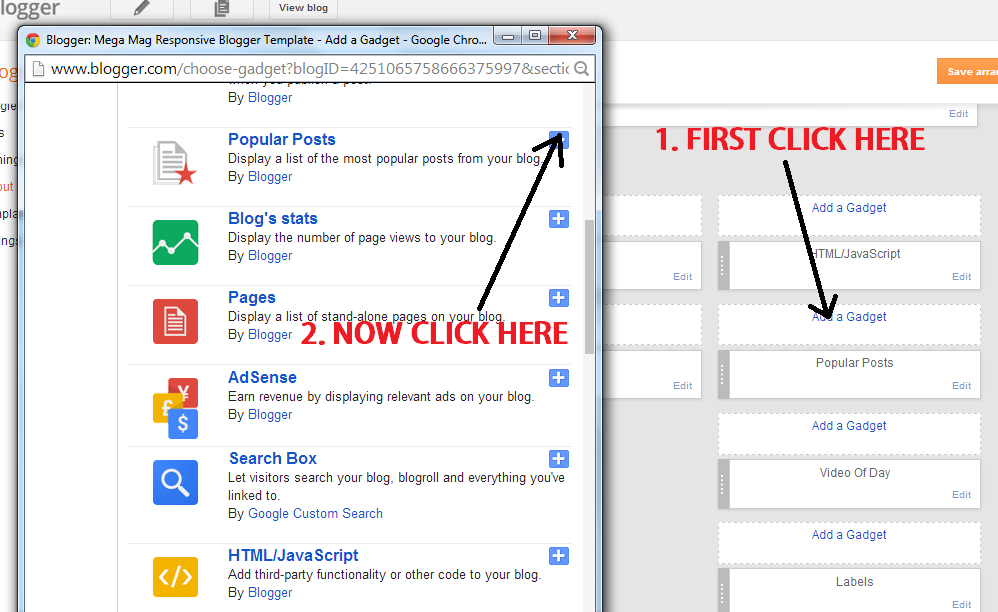 logger
View blog
Blogger: Mega Mag Responsive Blogger Template - Add a Gadget - Google Chro...
www.blogger.com/choose-gadget?blogID=4251065758666375997&sectic
Save arrai
By Blogger
Edit
Popular Posts
Display a list of the most popular posts from your blog.
By Blogger
1. FIRST CLICK HERE
Blog's stats
Display the number of page views to your blog.
By Blogger
Add a Gadget
HTML/JavaScript
Edit
Edit
Pages
Display a list of stand-alone pages on your blog.
By Blogger
2. NOW CLICK HERE
Add a Gadget
Popular Posts
Edit
Edit
AdSense
Earn revenue by displaying relevant ads on your blog.
By Blogger
Add a Gadget
Search Box
Let visitors search your blog, blogroll and everything you've
linked to.
By Google Custom Search
Video Of Day
Edit
Add a Gadget
HTML/JavaScript
Add third-party functionality or other code to your blog.
By Blogger
Labels
Edit